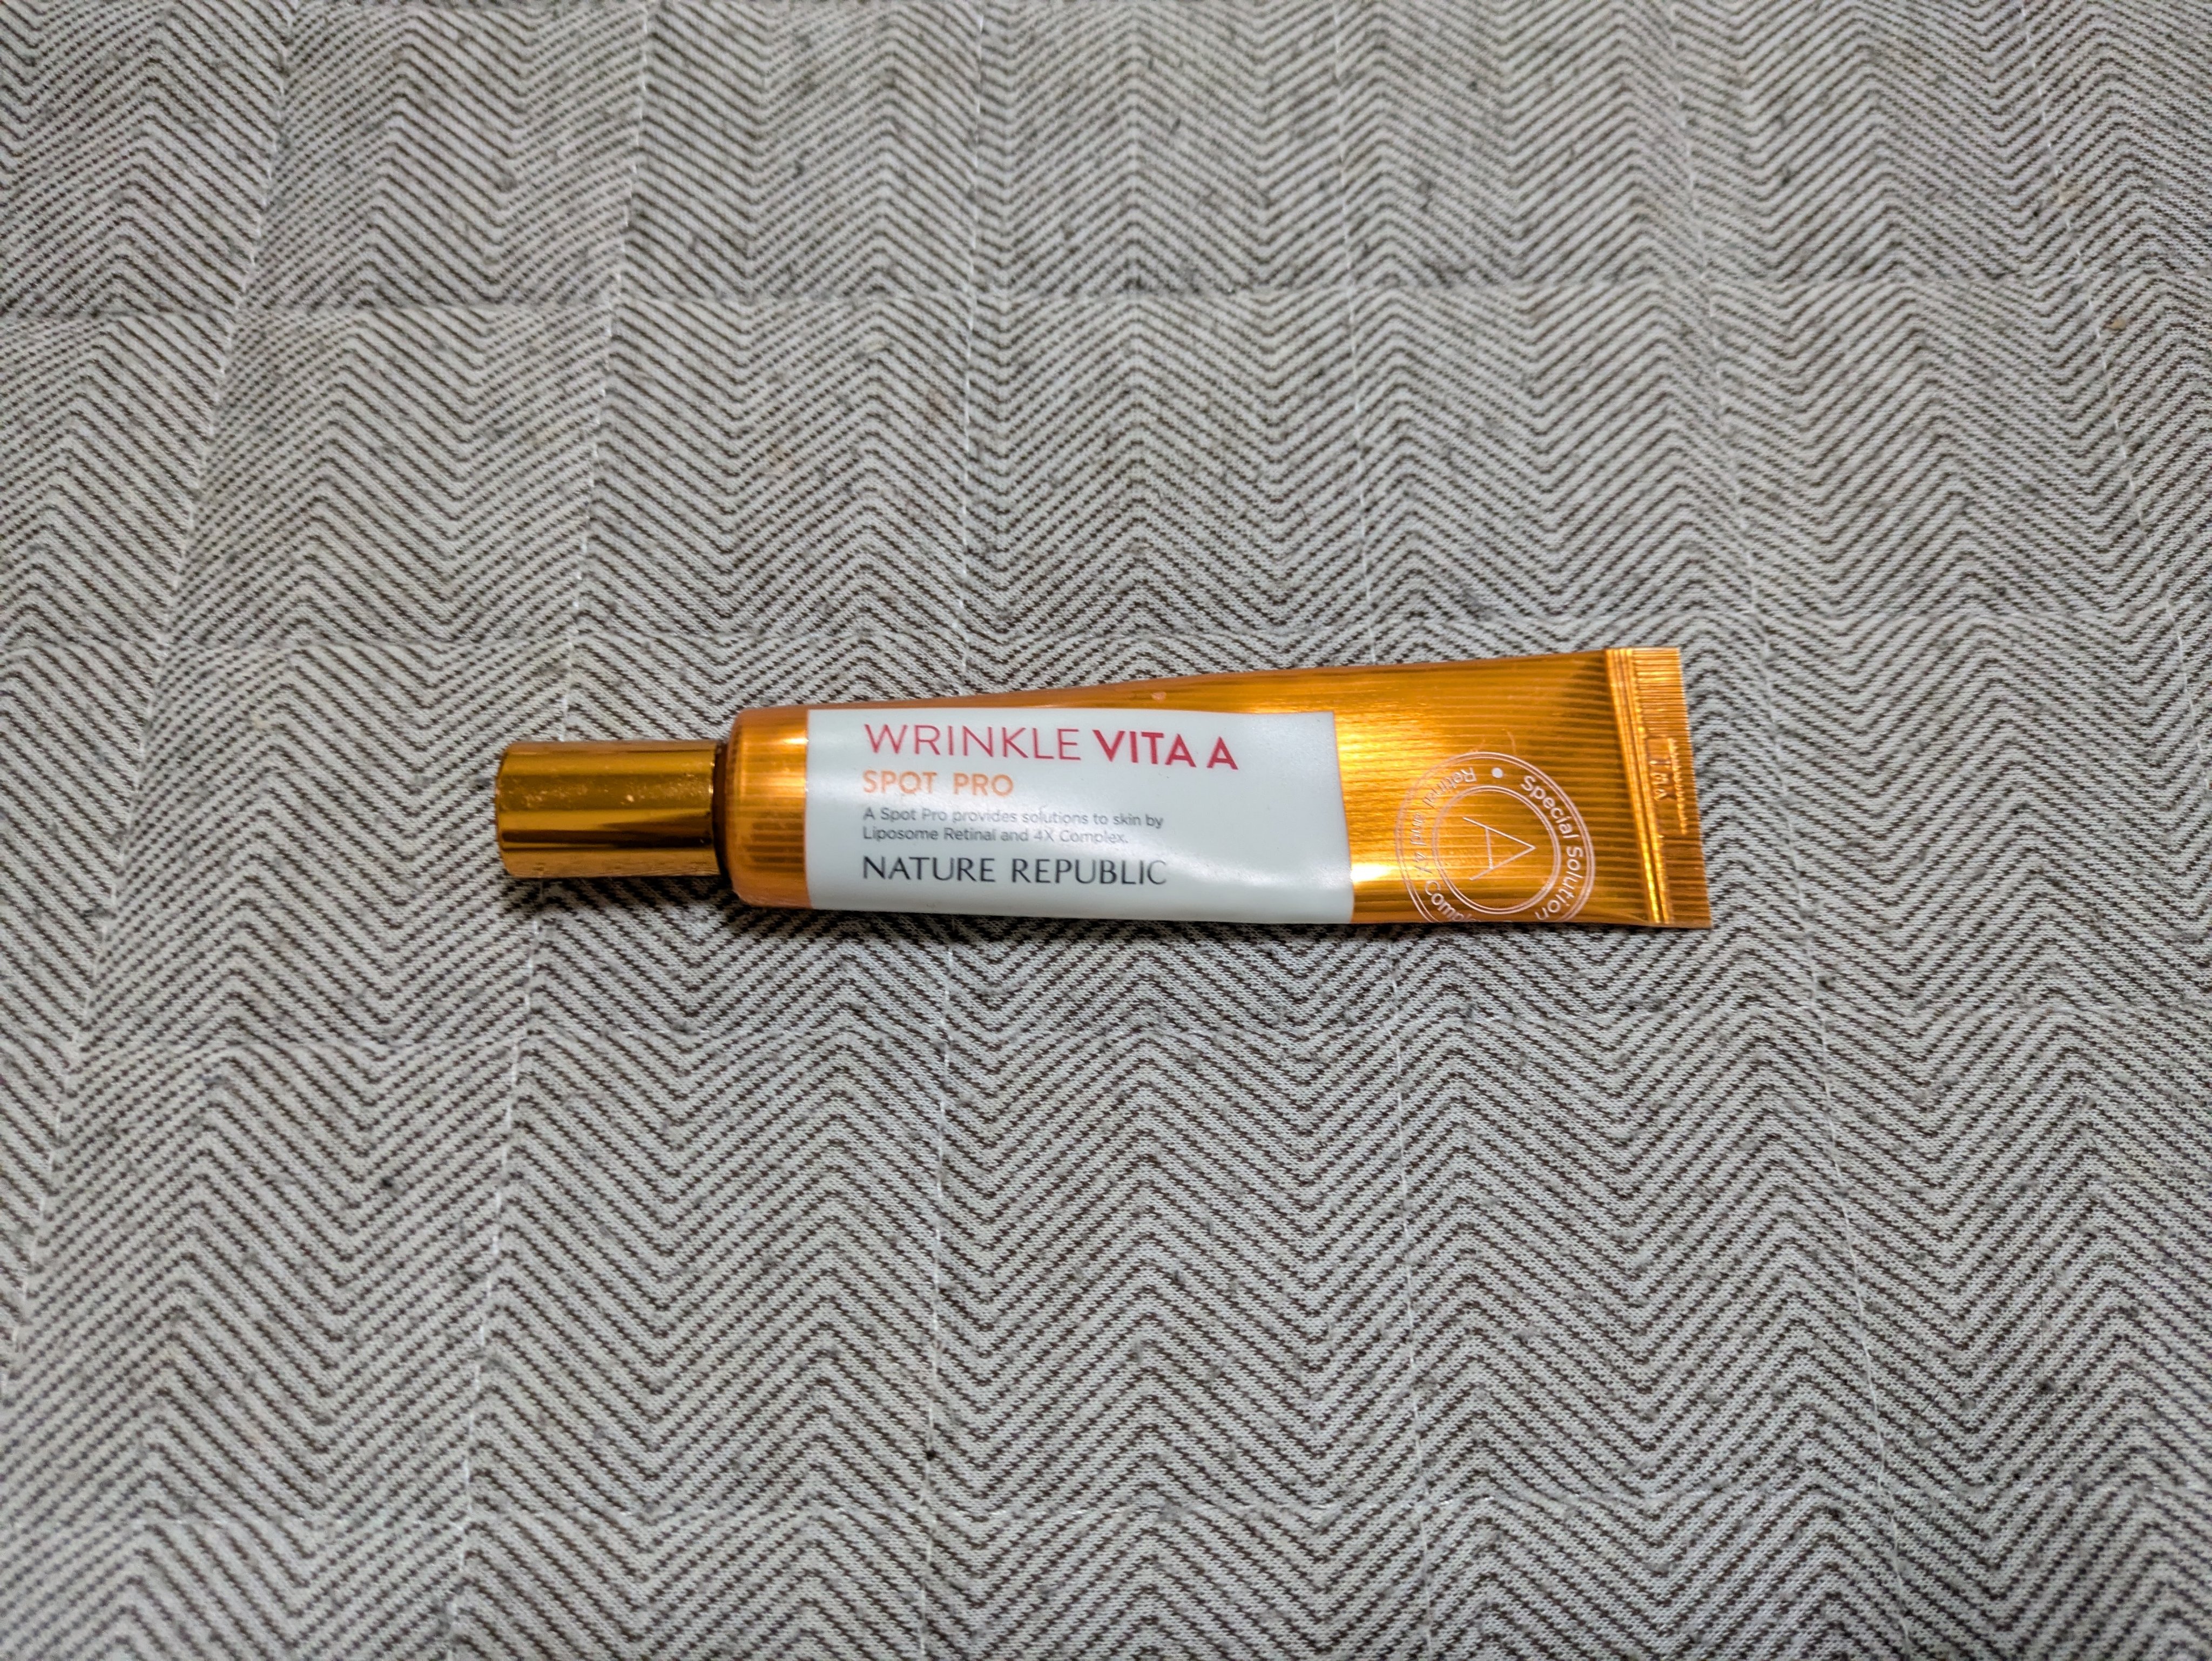 WRINKLE VITA A
SPOT PRO
A Spot Pro provides solutions to skin by
Liposome Retinal and 4X Complex.
NATURE REPUBLIC
Special Solution
A